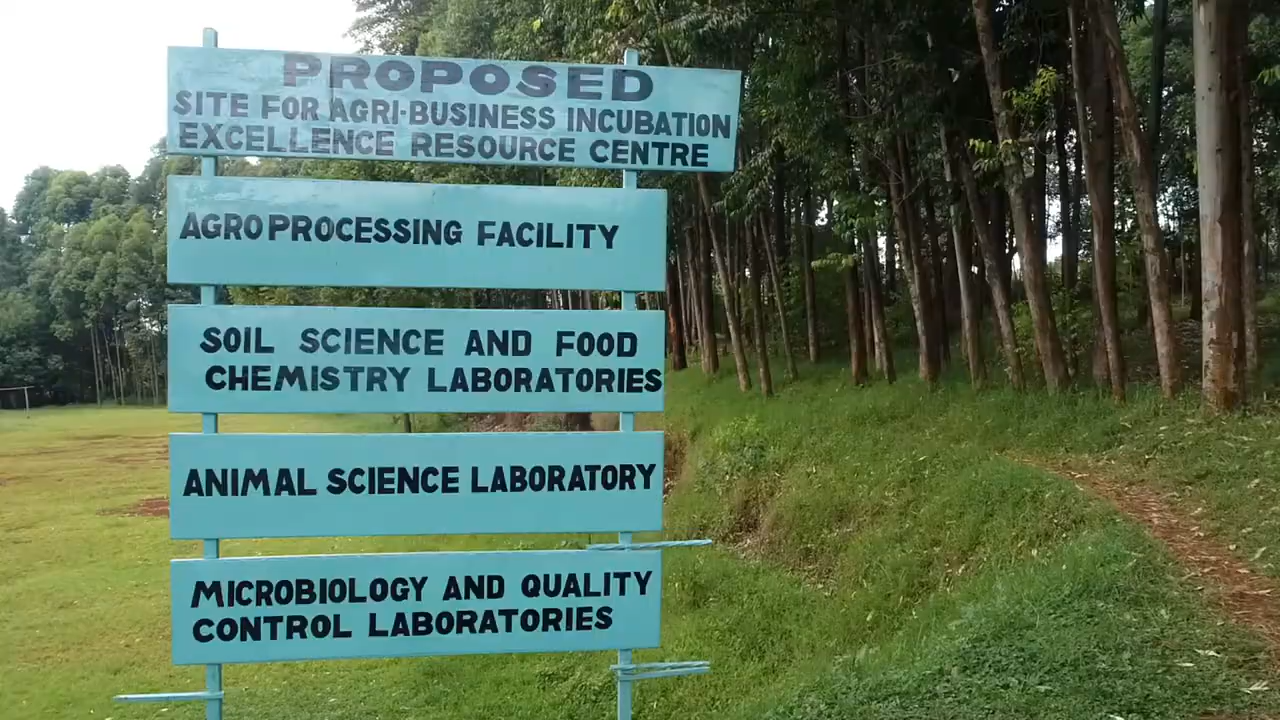 PROPOSED
SITE FOR AGRI-BUSINESS INCUBATION
EXCELLENCE RESOURCE CENTRE
AGROPROCESSING FACILITY
SOIL SCIENCE AND FOOD
CHEMISTRY LABORATORIES
ANIMAL SCIENCE LABORATORY
MICROBIOLOGY AND QUALITY
CONTROL LABORATORIES